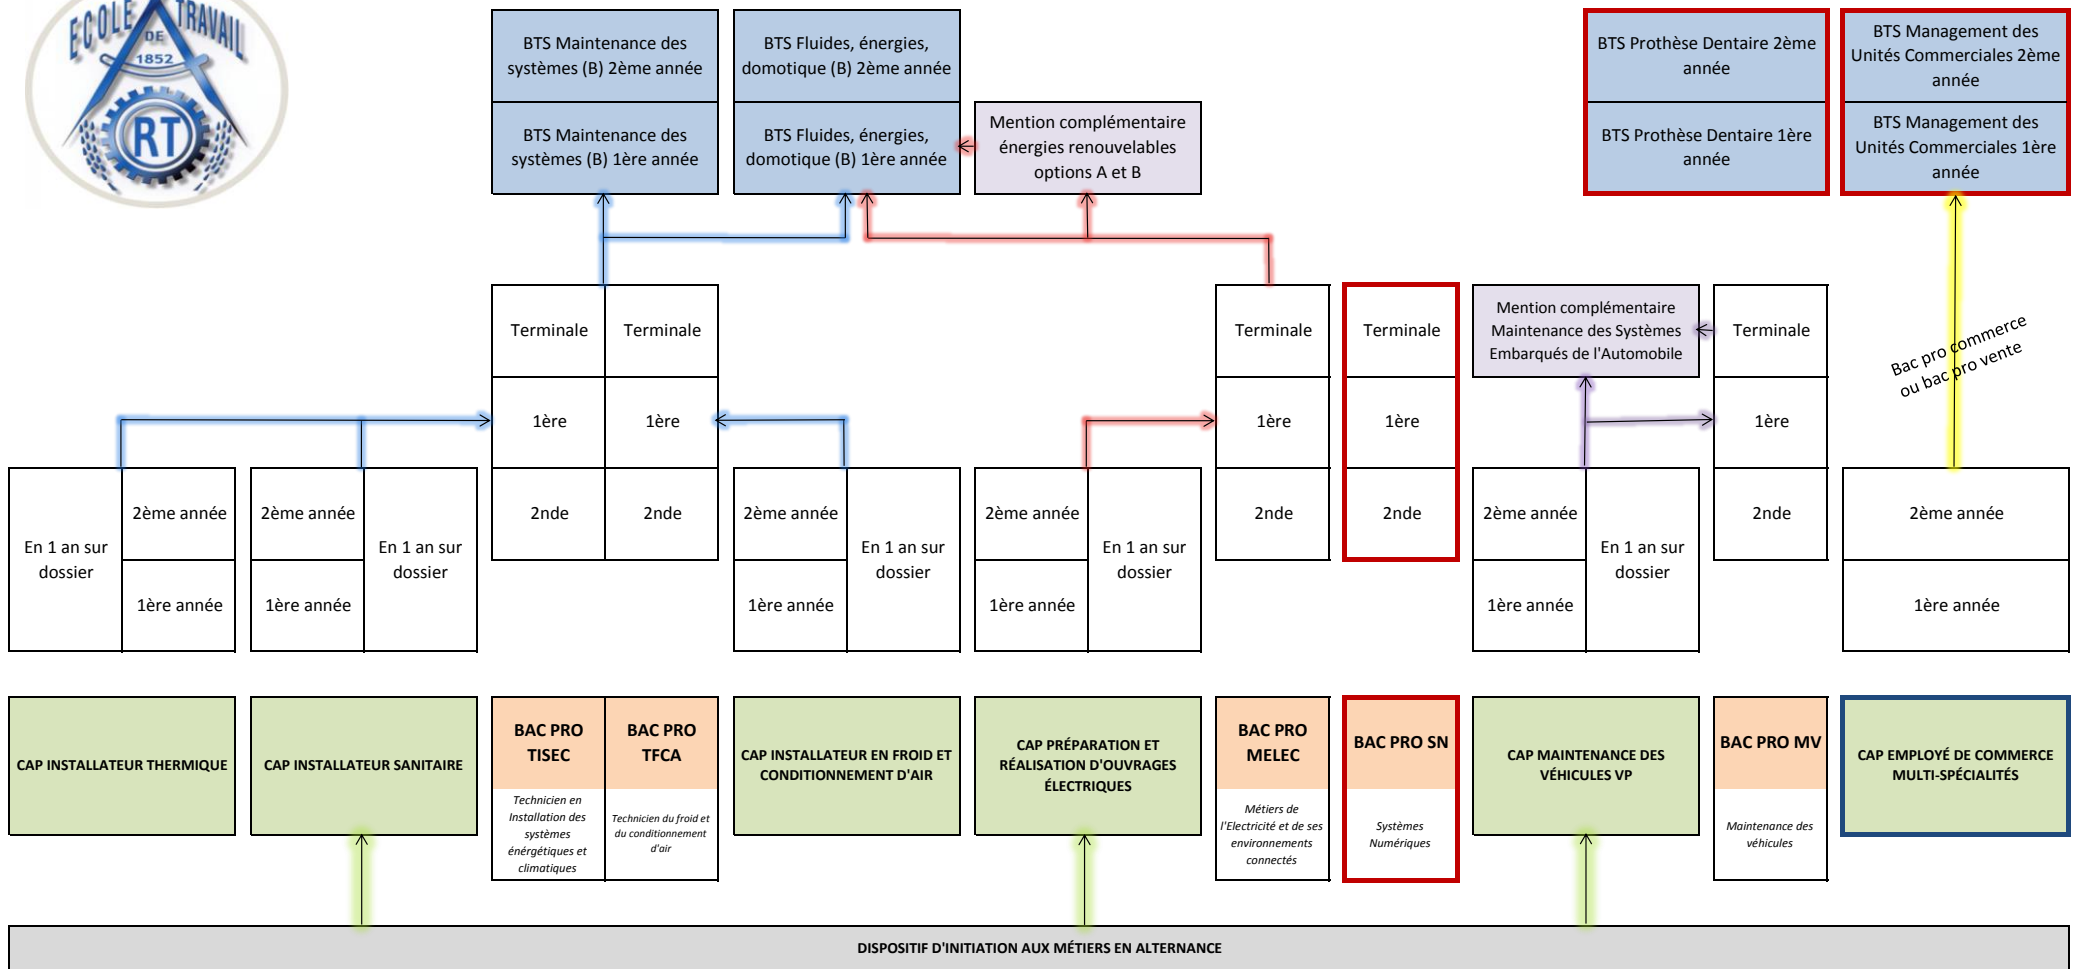 ECOLE DE TRAVAIL
1852
RT
BTS Maintenance des
systèmes (B) 2ème année
BTS Fluides, énergies,
domotique (B) 2ème année
BTS Prothèse Dentaire 2ème
année
BTS Management des
Unités Commerciales 2ème
année
BTS Maintenance des
systèmes (B) 1ère année
BTS Fluides, énergies,
domotique (B) 1ère année
Mention complémentaire
énergies renouvelables
options A et B
BTS Prothèse Dentaire 1ère
année
BTS Management des
Unités Commerciales 1ère
année
Terminale
Terminale
Terminale
Terminale
Mention complémentaire
Maintenance des Systèmes
Embarqués de l'Automobile
Terminale
Bac pro commerce
ou bac pro vente
1ère
1ère
1ère
1ère
1ère
En 1 an sur
dossier
2ème année
1ère année
2ème année
1ère année
En 1 an sur
dossier
2nde
2nde
2ème année
1ère année
En 1 an sur
dossier
2ème année
1ère année
En 1 an sur
dossier
2nde
2nde
2ème année
1ère année
En 1 an sur
dossier
2nde
2ème année
1ère année
CAP INSTALLATEUR THERMIQUE
CAP INSTALLATEUR SANITAIRE
BAC PRO
TISEC
Technicien en
Installation des
systèmes
énérgétiques et
climatiques
BAC PRO
TFCA
Technicien du froid et
du conditionnement
d'air
CAP INSTALLATEUR EN FROID ET
CONDITIONNEMENT D'AIR
CAP PRÉPARATION ET
RÉALISATION D'OUVRAGES
ÉLECTRIQUES
BAC PRO
MELEC
Métiers de
l'Electricité et de ses
environnements
connectés
BAC PRO SN
Systèmes
Numériques
CAP MAINTENANCE DES
VÉHICULES VP
BAC PRO MV
Maintenance des
véhicules
CAP EMPLOYÉ DE COMMERCE
MULTI-SPÉCIALITÉS
DISPOSITIF D'INITIATION AUX MÉTIERS EN ALTERNANCE